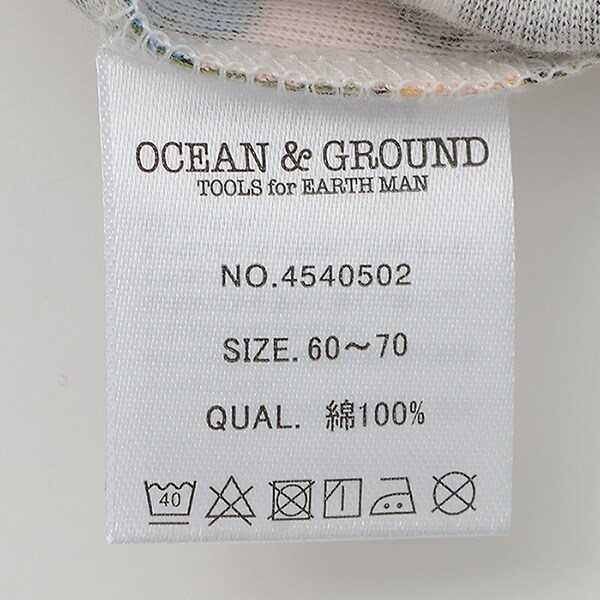 OCEAN & GROUND
TOOLS for EARTH MAN
NO.4540502
SIZE. 60～70
QUAL. 綿100%
40